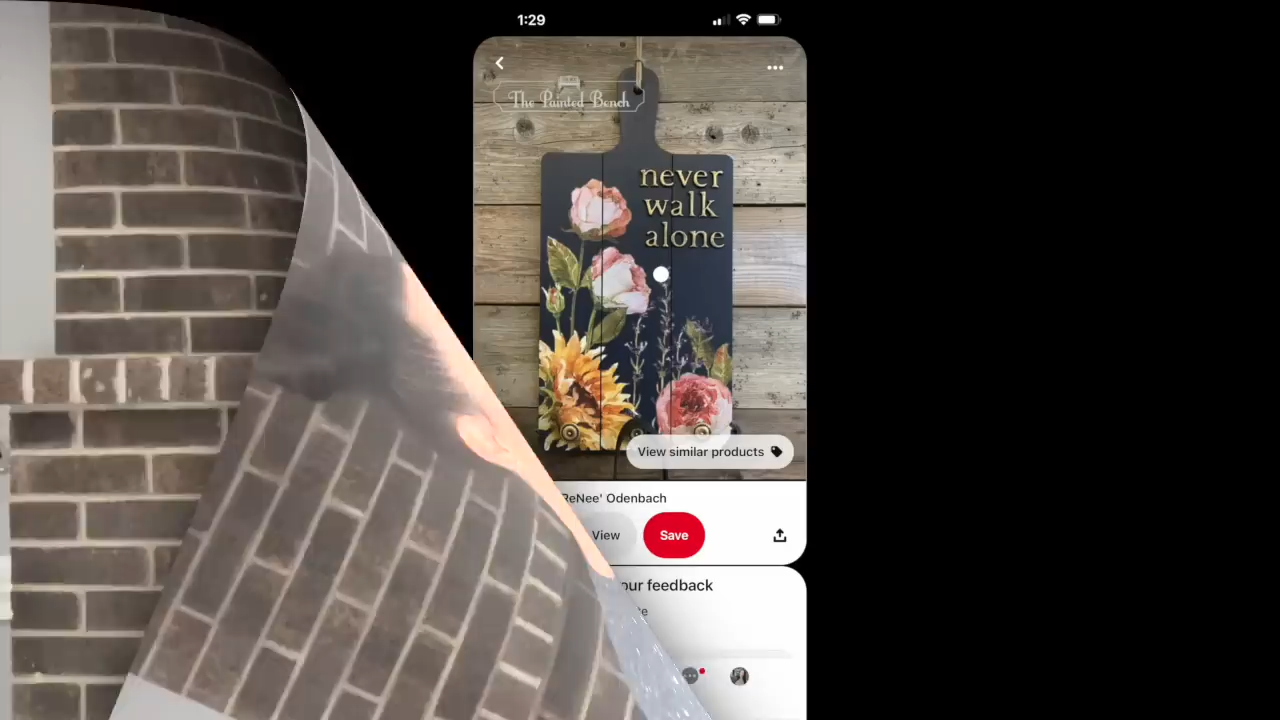 1:29
The Painted Bench
never
walk
alone
View similar products
ReNee' Odenbach
View
Save
our feedback